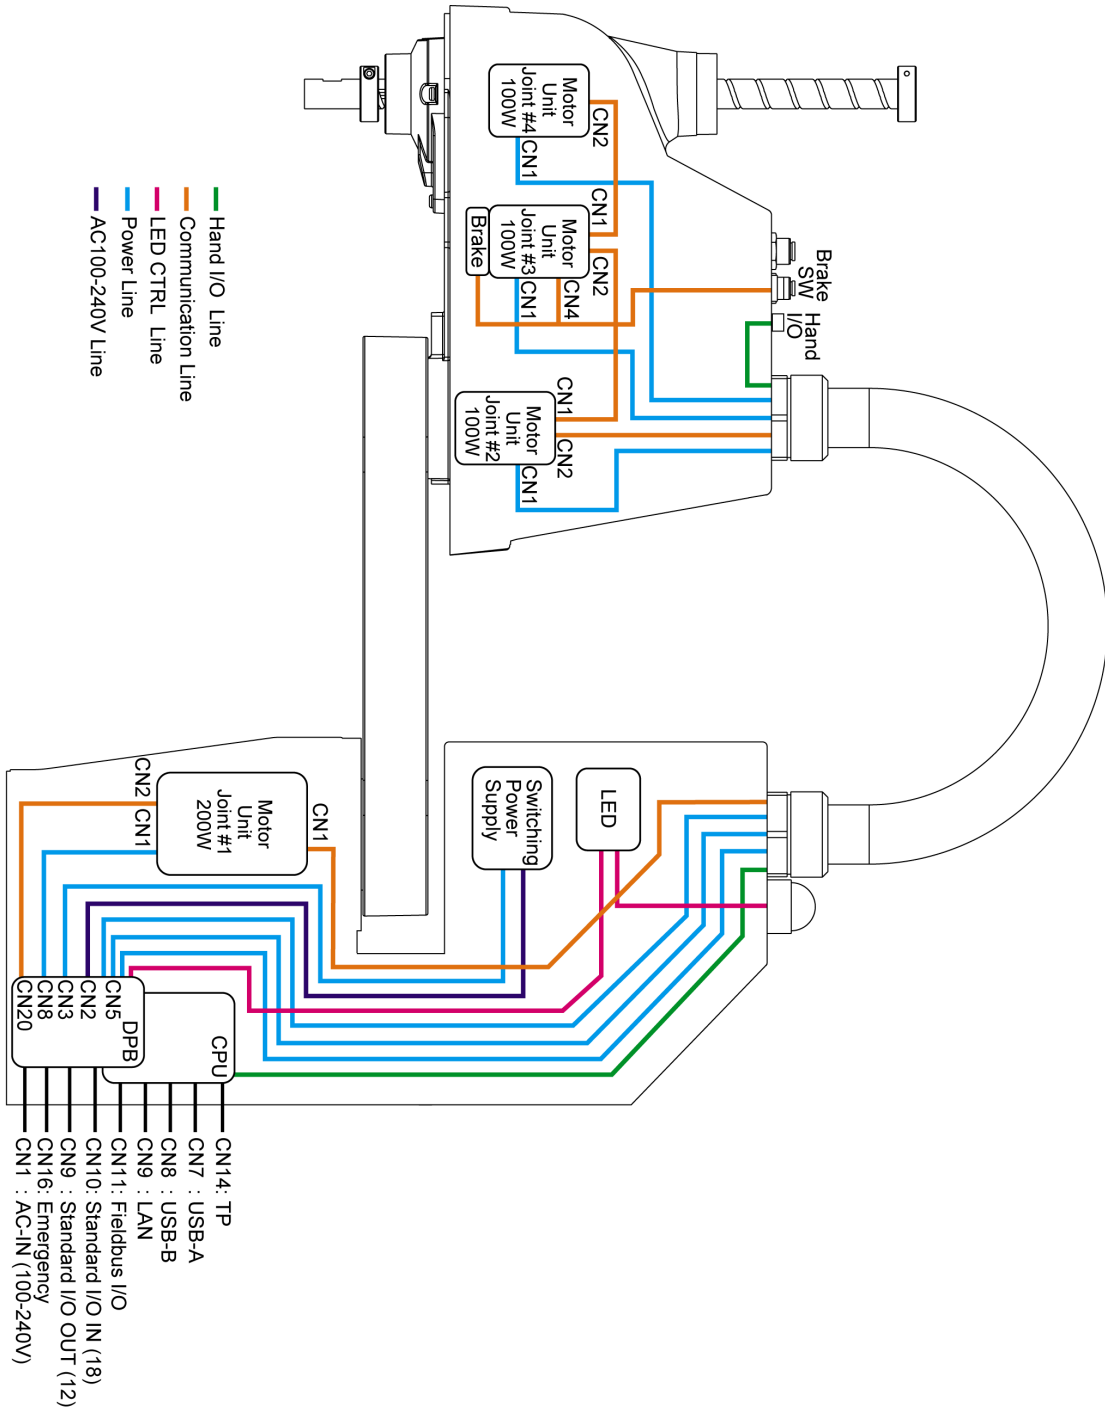 Motor
Unit
Joint #4
100W
CN2
CN1
Motor
Unit
Joint #3
100W
CN1
CN2
CN4
CN1
Brake
Brake
SW
Hand
I/O
Motor
Unit
Joint #2
100W
CN1
CN2
CN1
Hand I/O Line
Communication Line
LED CTRL Line
Power Line
AC100-240V Line
Motor
Unit
Joint #1
200W
CN1
CN2
CN1
Switching
Power
Supply
LED
CPU
DPB
CN5
CN2
CN3
CN8
CN20
CN14: TP
CN7 : USB-A
CN8 : USB-B
CN9 : LAN
CN11: Fieldbus I/O
CN10: Standard I/O IN (18)
CN9 : Standard I/O OUT (12)
CN16: Emergency
CN1 : AC-IN (100-240V)